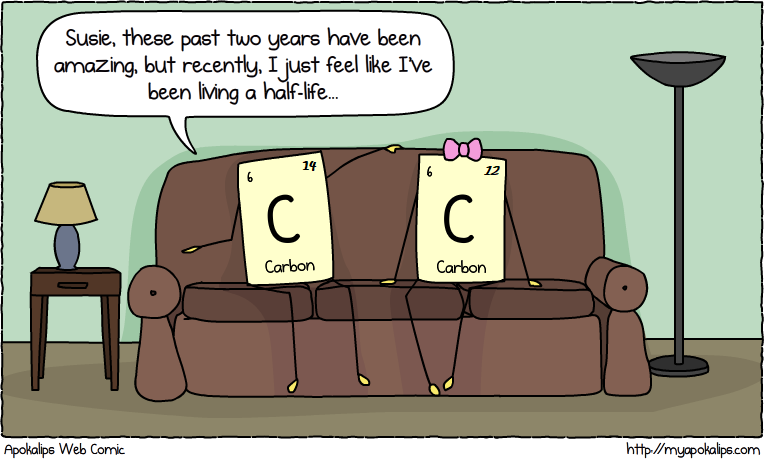 Susie, these past two years have been
amazing, but recently, I just feel like I've
been living a half-life...
6 14
C
Carbon
6 12
C
Carbon
Apokalips Web Comic
http://myapokalips.com